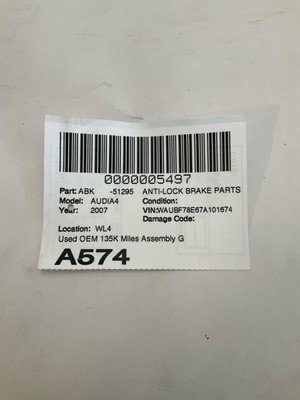 0000005497
Part: ABK -51295 ANTI-LOCK BRAKE PARTS
Model: AUDIA4 Condition:
Year: 2007 VIN:WAUBF78E67A101674
Damage Code:
Location: WL4
Used OEM 135K Miles Assembly G
A574